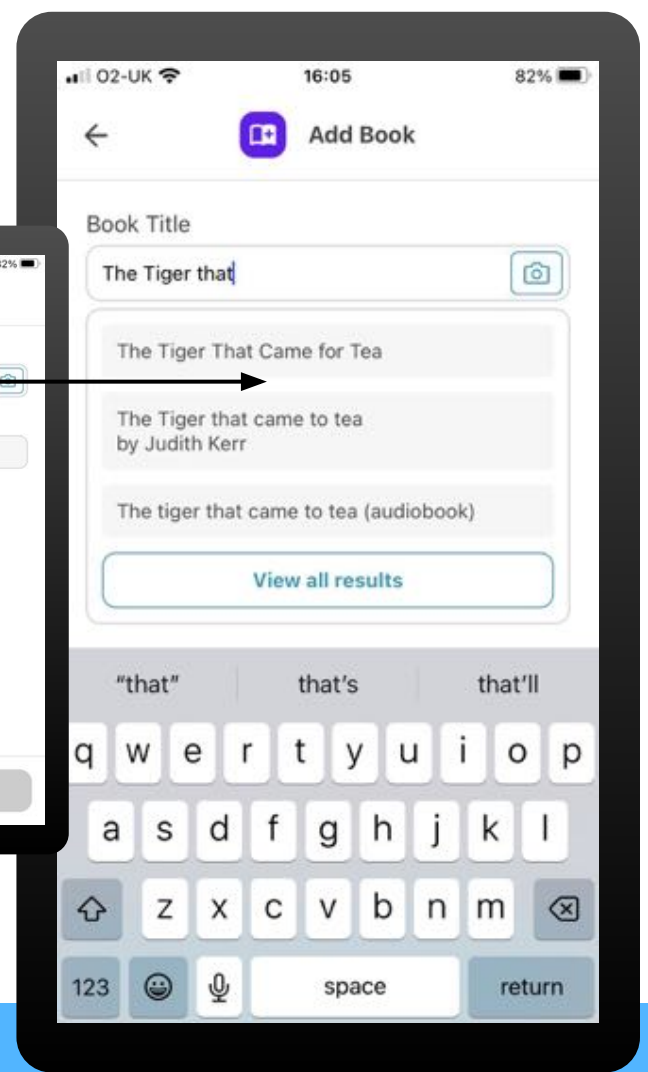 02-UK
16:05
82%
Add Book
Book Title
The Tiger that
82%
The Tiger That Came for Tea
The Tiger that came to tea
by Judith Kerr
The tiger that came to tea (audiobook)
View all results
"that" that's that'll
q w e r t y u i o p
a s d f g h j k l
z x c v b n m
123 space return